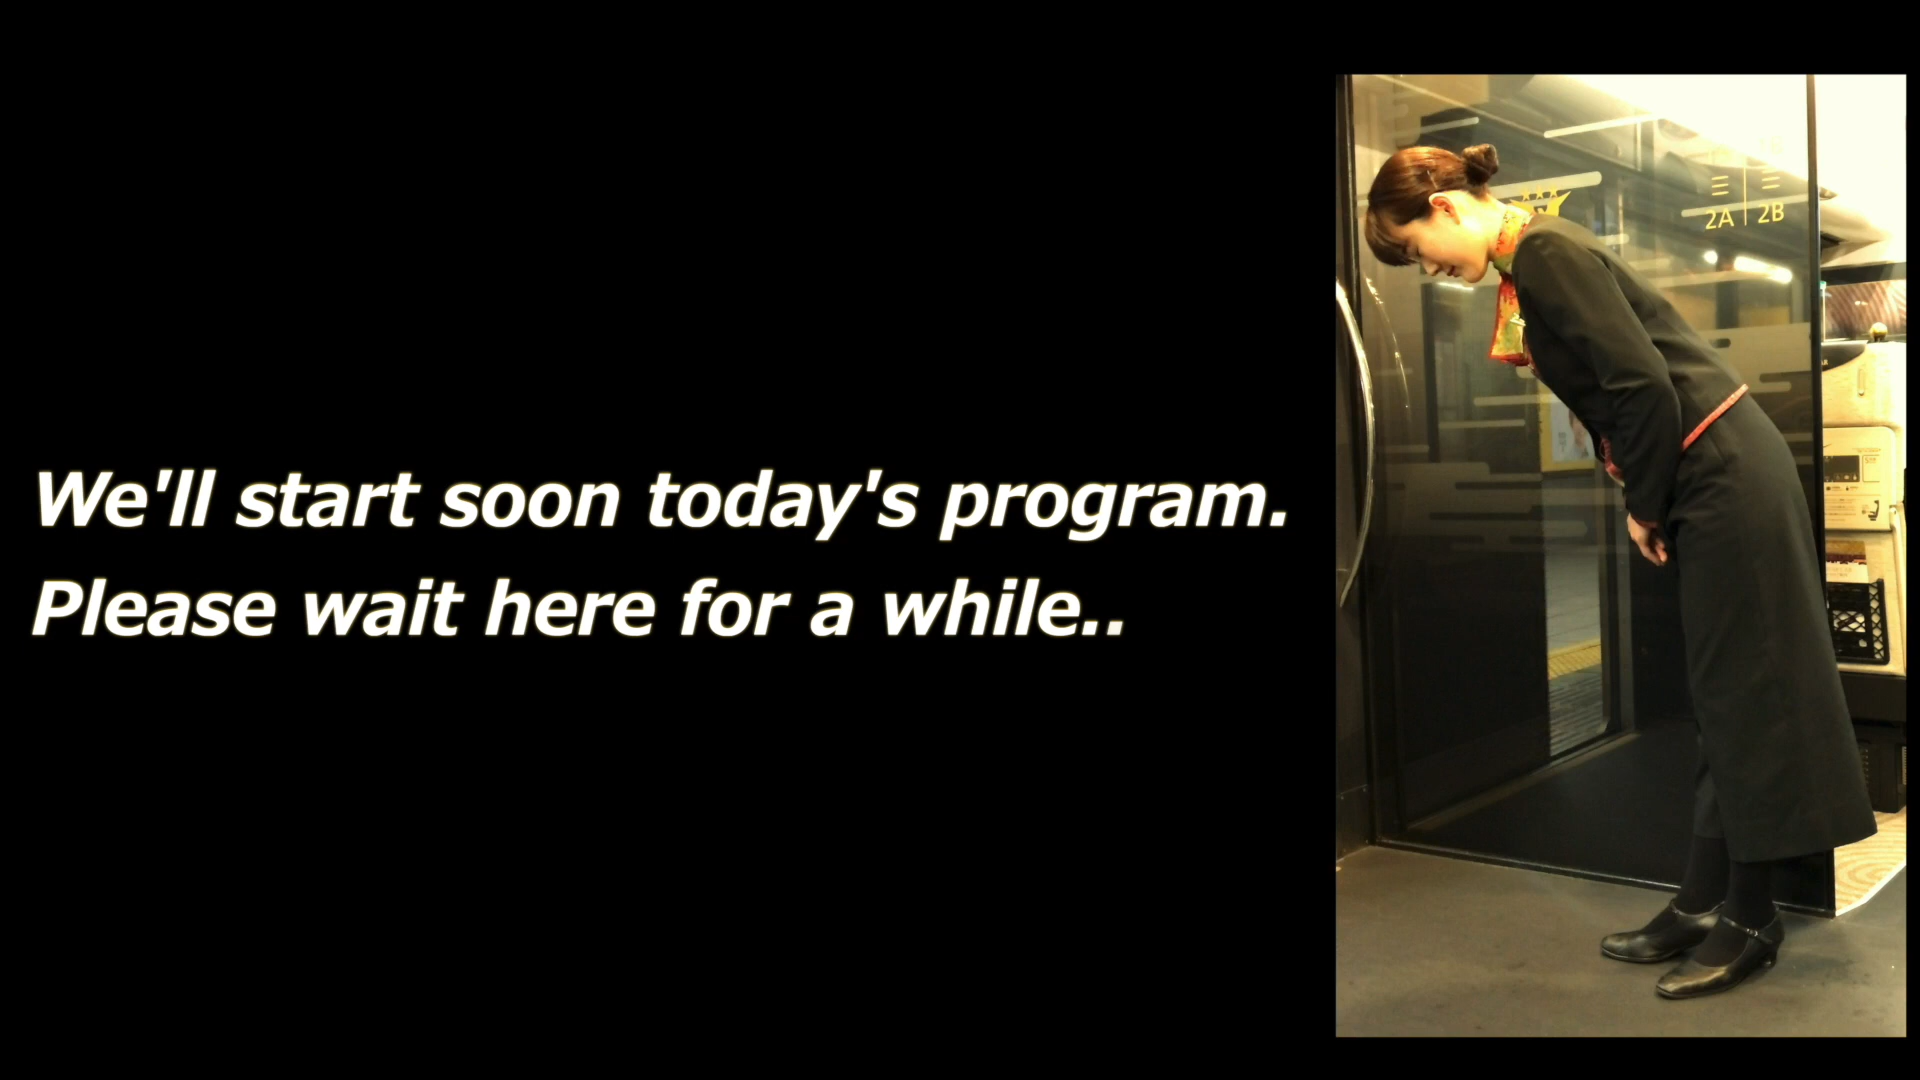 We'll start soon today's program.
Please wait here for a while..
2A 2B